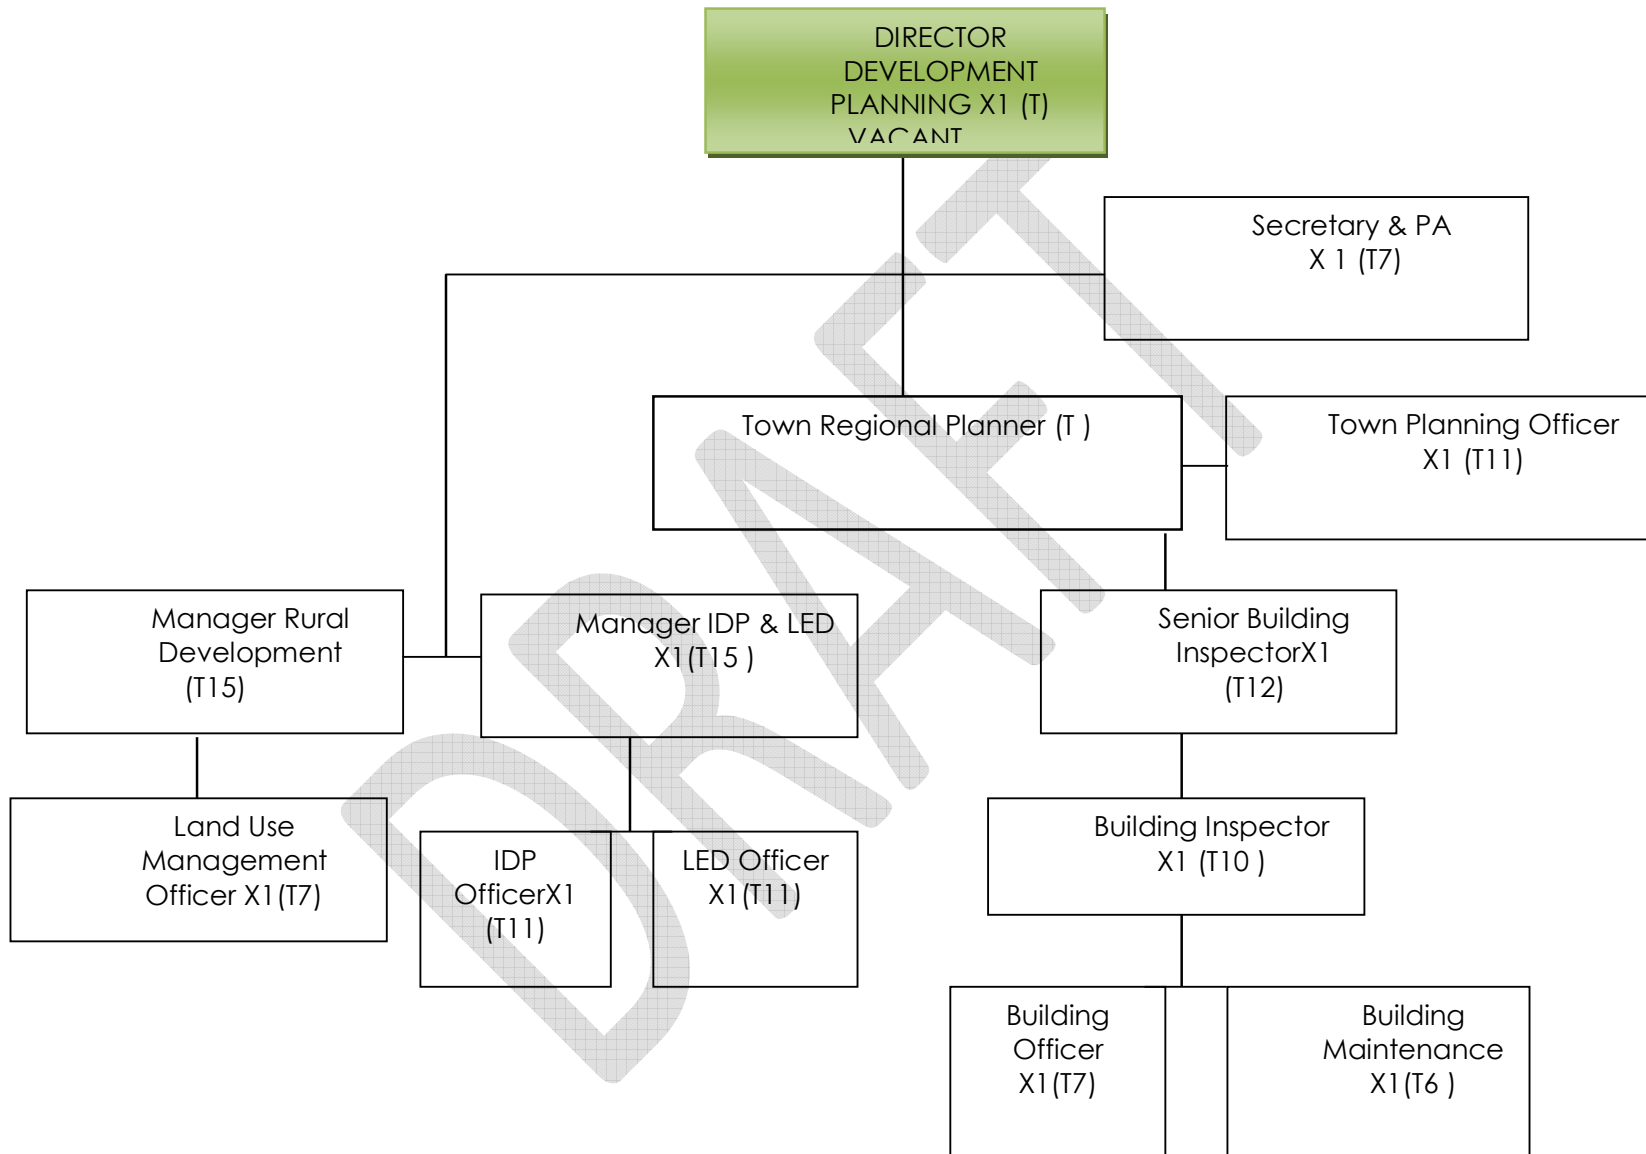 DIRECTOR
DEVELOPMENT
PLANNING X1 (T)
VACANT
Secretary & PA
X 1 (T7)
Town Regional Planner (T )
Town Planning Officer
X1 (T11)
Manager Rural
Development
(T15)
Manager IDP & LED
X1(T15 )
Senior Building
InspectorX1
(T12)
Land Use
Management
Officer X1(T7)
IDP
OfficerX1
(T11)
LED Officer
X1(T11)
Building Inspector
X1 (T10 )
Building
Officer
X1(T7)
Building
Maintenance
X1(T6 )
DRAFT